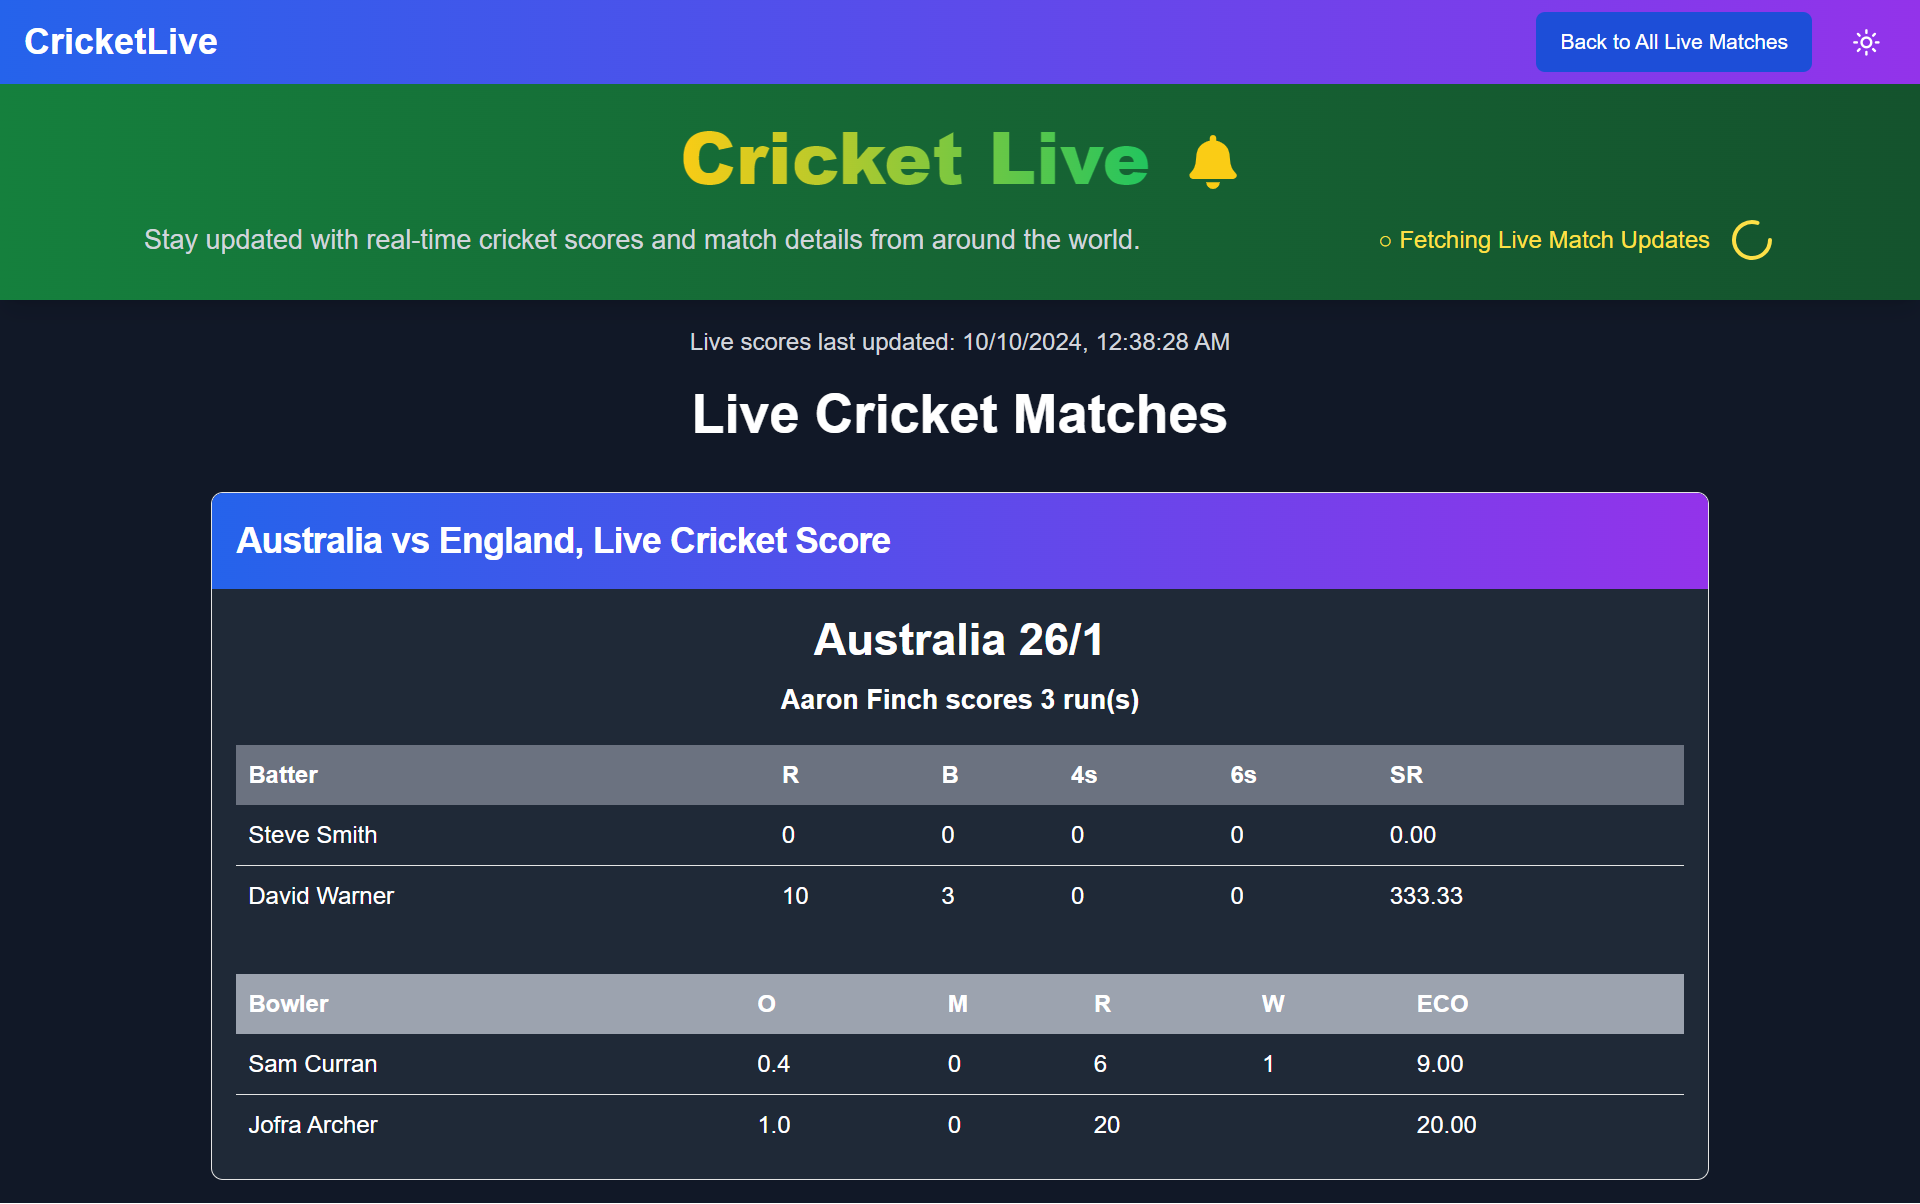 CricketLive
Back to All Live Matches
Cricket Live
Stay updated with real-time cricket scores and match details from around the world.
○ Fetching Live Match Updates
Live scores last updated: 10/10/2024, 12:38:28 AM
Live Cricket Matches
Australia vs England, Live Cricket Score
Australia 26/1
Aaron Finch scores 3 run(s)
Batter R B 4s 6s SR
Steve Smith 0 0 0 0 0.00
David Warner 10 3 0 0 333.33
Bowler O M R W ECO
Sam Curran 0.4 0 6 1 9.00
Jofra Archer 1.0 0 20 20.00